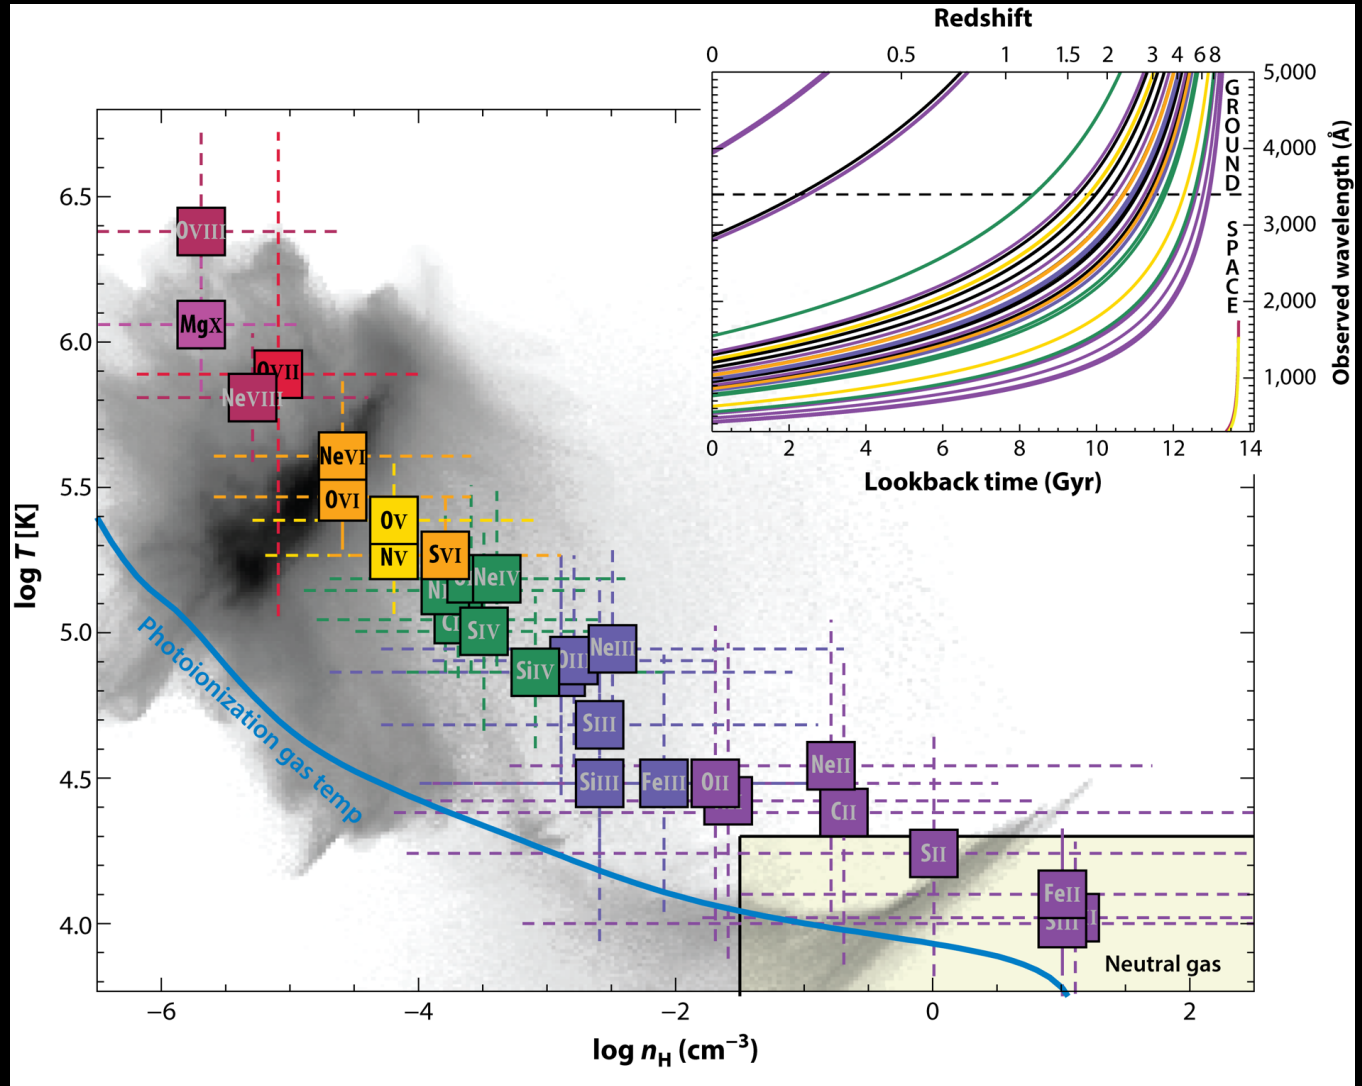 Redshift
0 0.5 1 1.5 2 3 4 6 8
5,000
4,000
3,000
2,000
1,000
Observed wavelength (Å)
GROUND
SPACE
0 2 4 6 8 10 12 14
Lookback time (Gyr)
6.5
6.0
5.5
5.0
4.5
4.0
log T [K]
OVIII
MgX
OVII
NeVIII
NeVI
OVI
OV
NV
SVI
NeIV
SIV
SiIV
OIII
NeIII
SIII
SiIII
FeIII
OII
NeII
CII
SII
FeII
Photoionization gas temp
Neutral gas
−6 −4 −2 0 2
log nH (cm−3)